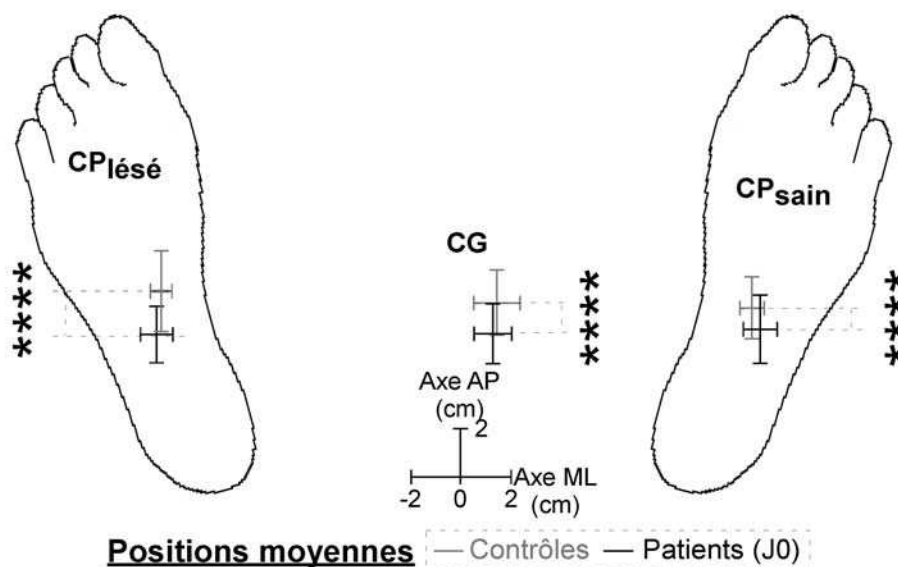 CPlésé
CPsain
CG
****
****
****
Axe AP
(cm)
2
Axe ML
(cm)
-2 0 2
Positions moyennes Contrôles Patients (J0)